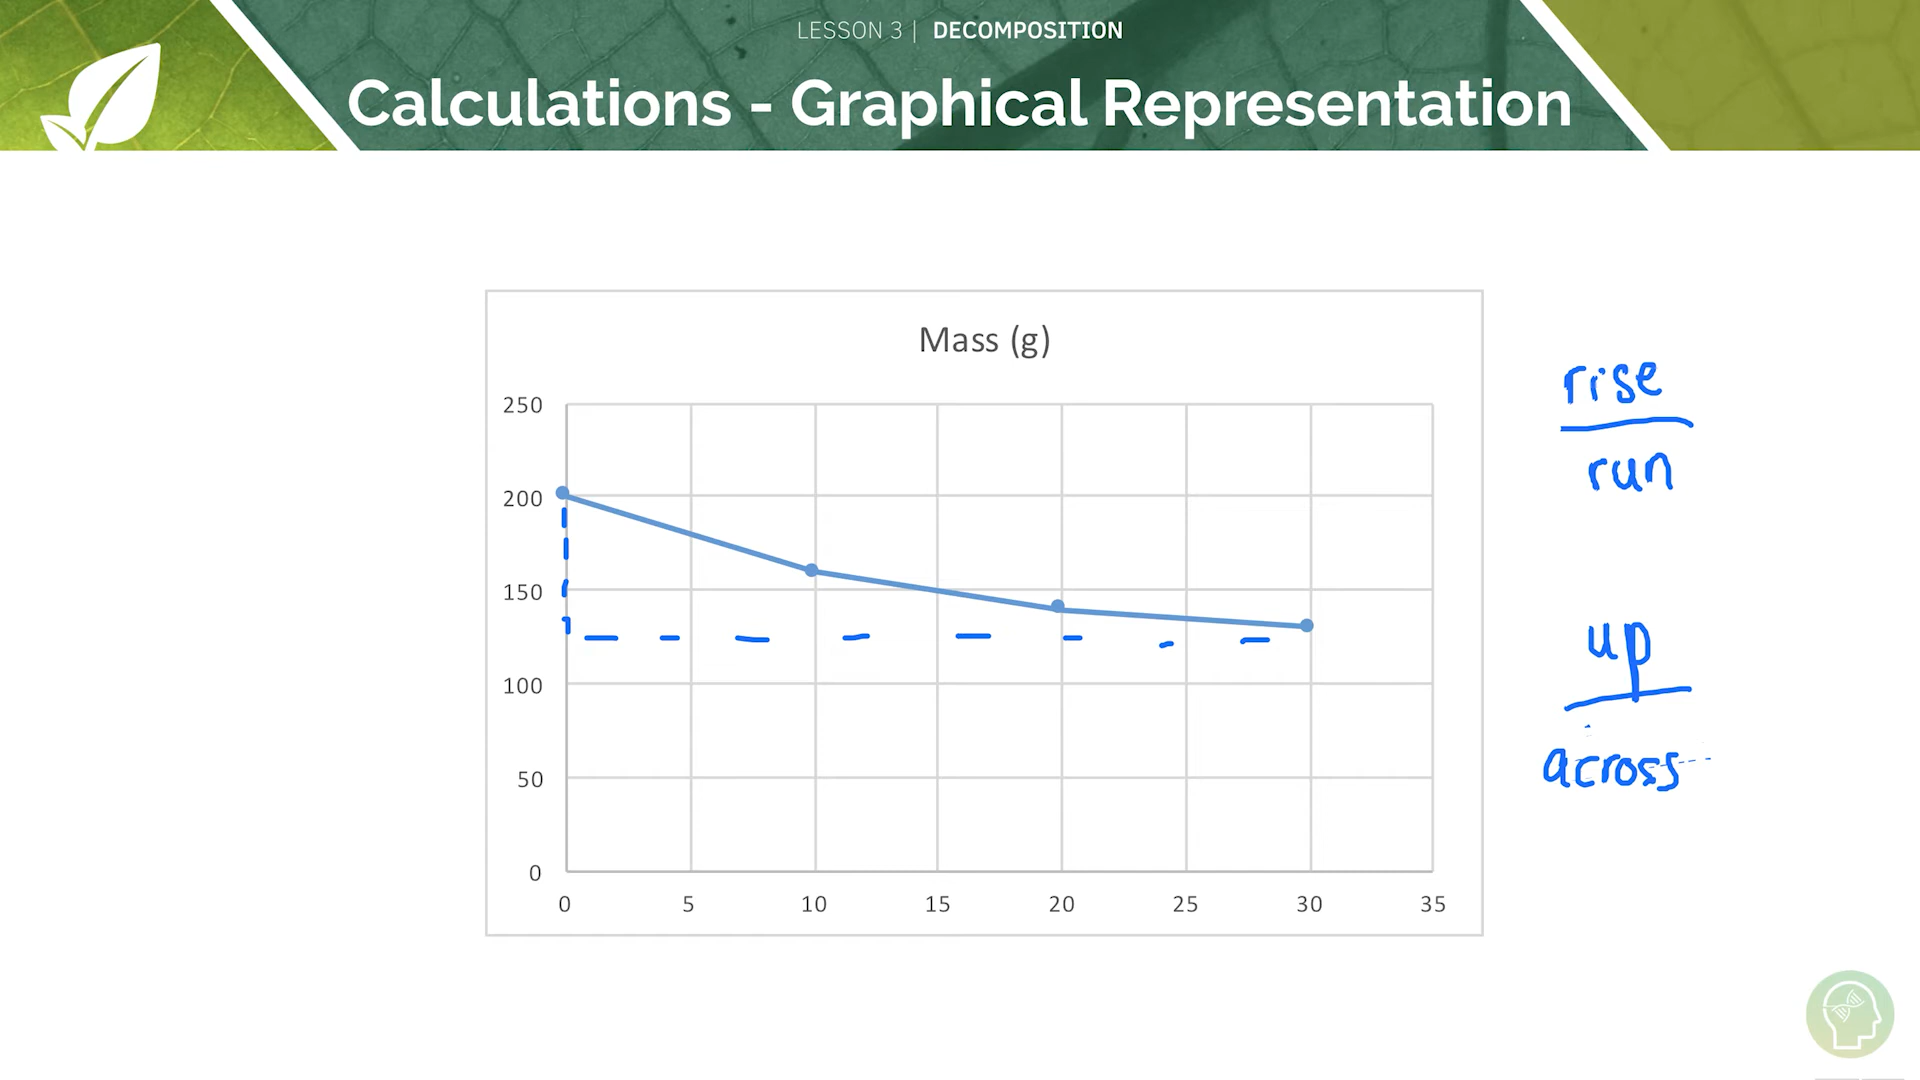 LESSON 3 | DECOMPOSITION
Calculations - Graphical Representation
Mass (g)
250
200
150
100
50
0
0 5 10 15 20 25 30 35
rise
run
up
across